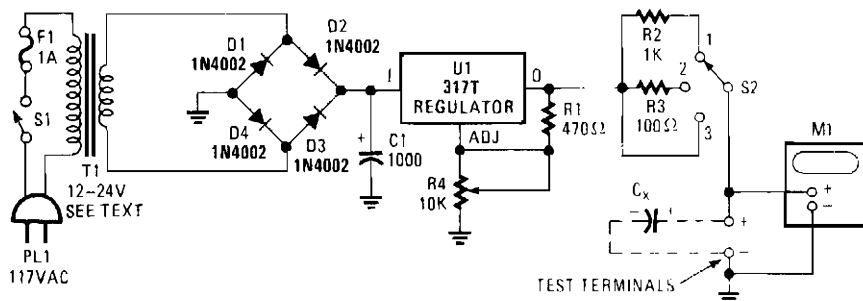 F1
1A
S1
PL1
117VAC
T1
12-24V
SEE TEXT
D1
1N4002
D2
1N4002
D4
1N4002
D3
1N4002
C1
1000
+
I
U1
317T
REGULATOR
O
ADJ
R1
470Ω
R4
10K
R2
1K
1
2
R3
100Ω
3
S2
M1
+
−
Cx
− +
+
−
TEST TERMINALS